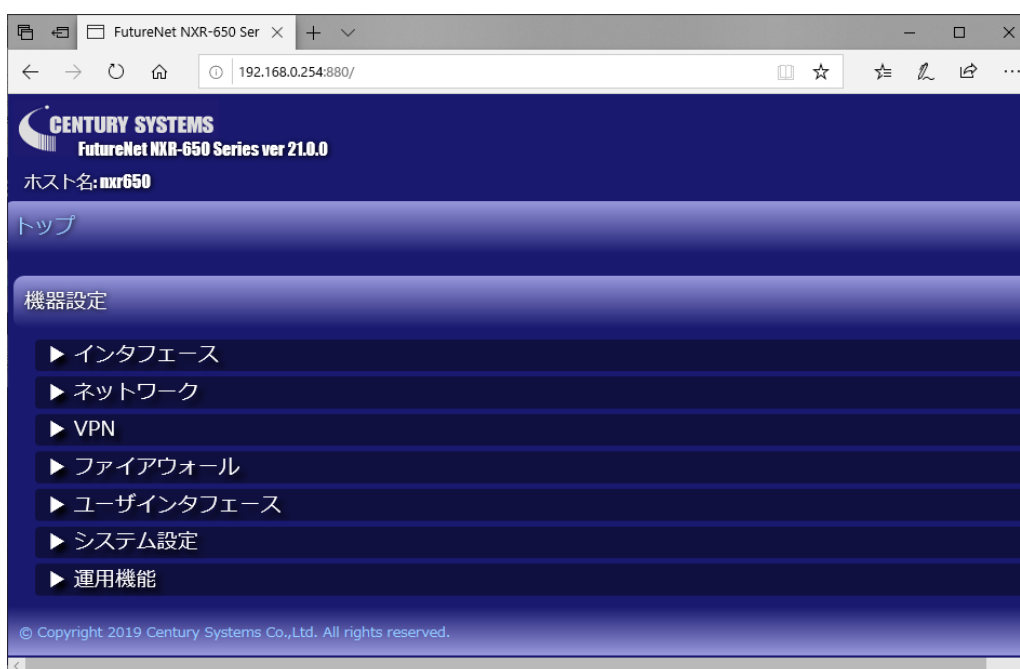 FutureNet NXR-650 Ser
192.168.0.254:880/
CENTURY SYSTEMS
FutureNet NXR-650 Series ver 21.0.0
ホスト名: nxr650
トップ
機器設定
▶ インタフェース
▶ ネットワーク
▶ VPN
▶ ファイアウォール
▶ ユーザインタフェース
▶ システム設定
▶ 運用機能
© Copyright 2019 Century Systems Co.,Ltd. All rights reserved.